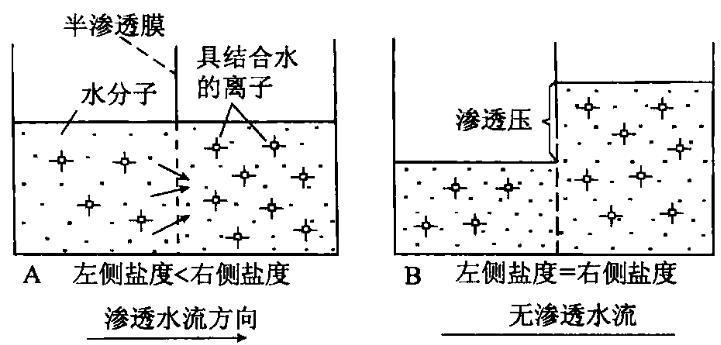 半渗透膜
具结合水
的离子
水分子
渗透压
A 左侧盐度<右侧盐度
B 左侧盐度=右侧盐度
渗透水流方向
无渗透水流